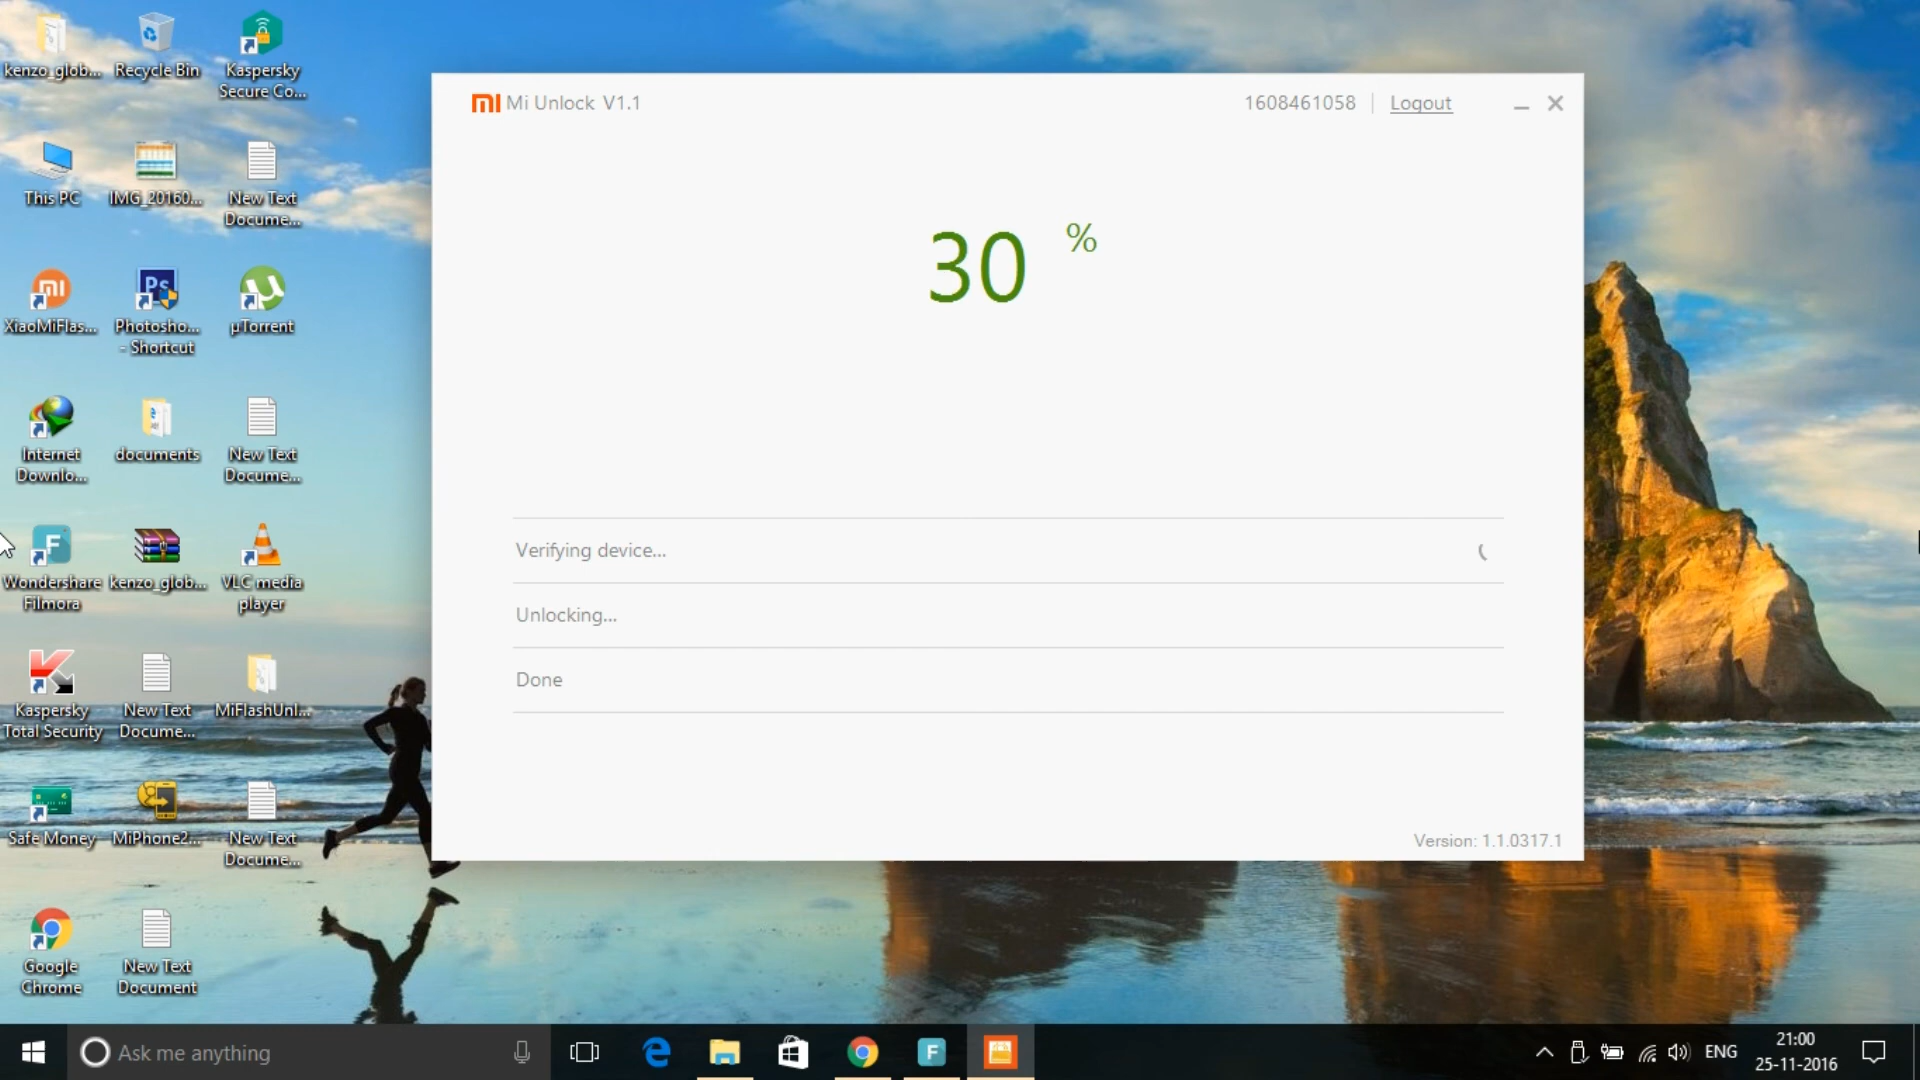 kenzo_glob...
Recycle Bin
Kaspersky
Secure Co...
This PC
IMG_20160...
New Text
Docume...
XiaoMiFlas...
Photosho...
- Shortcut
µTorrent
Internet
Downlo...
documents
New Text
Docume...
Wondershare
Filmora
kenzo_glob...
VLC media
player
Kaspersky
Total Security
New Text
Docume...
MiFlashUnl...
Safe Money
MiPhone2...
New Text
Docume...
Google
Chrome
New Text
Document
Mi Unlock V1.1
1608461058
Logout
30 %
Verifying device...
Unlocking...
Done
Version: 1.1.0317.1
Ask me anything
ENG
21:00
25-11-2016